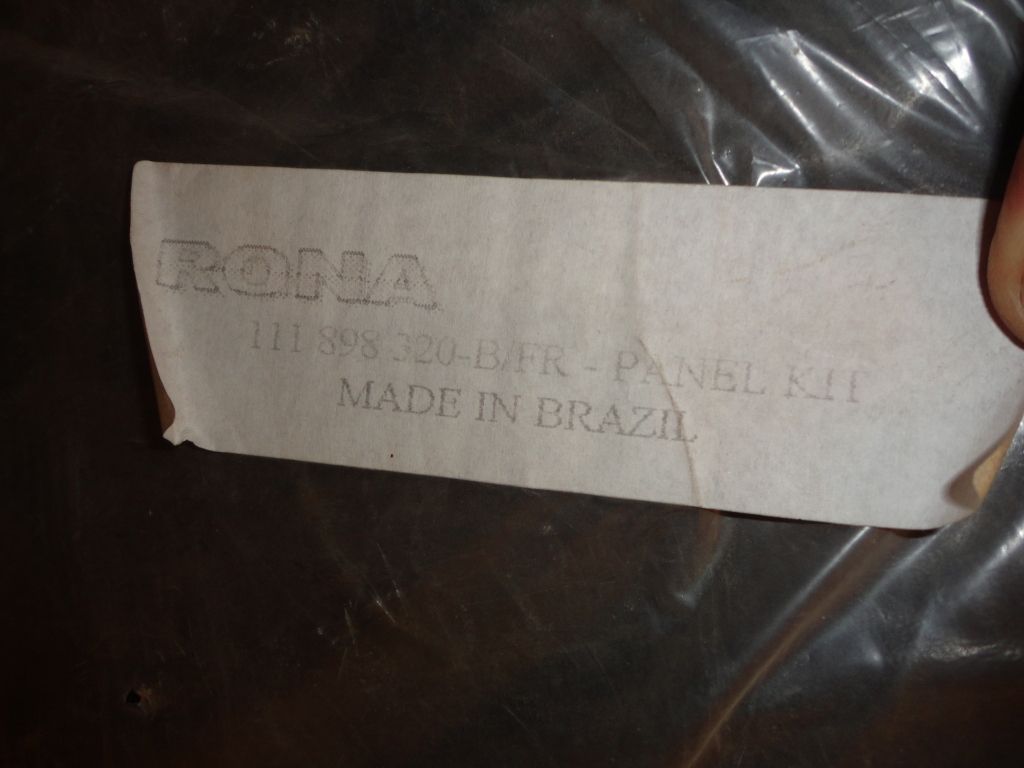 RONA
111 898 320-B/FR - PANEL KIT
MADE IN BRAZIL